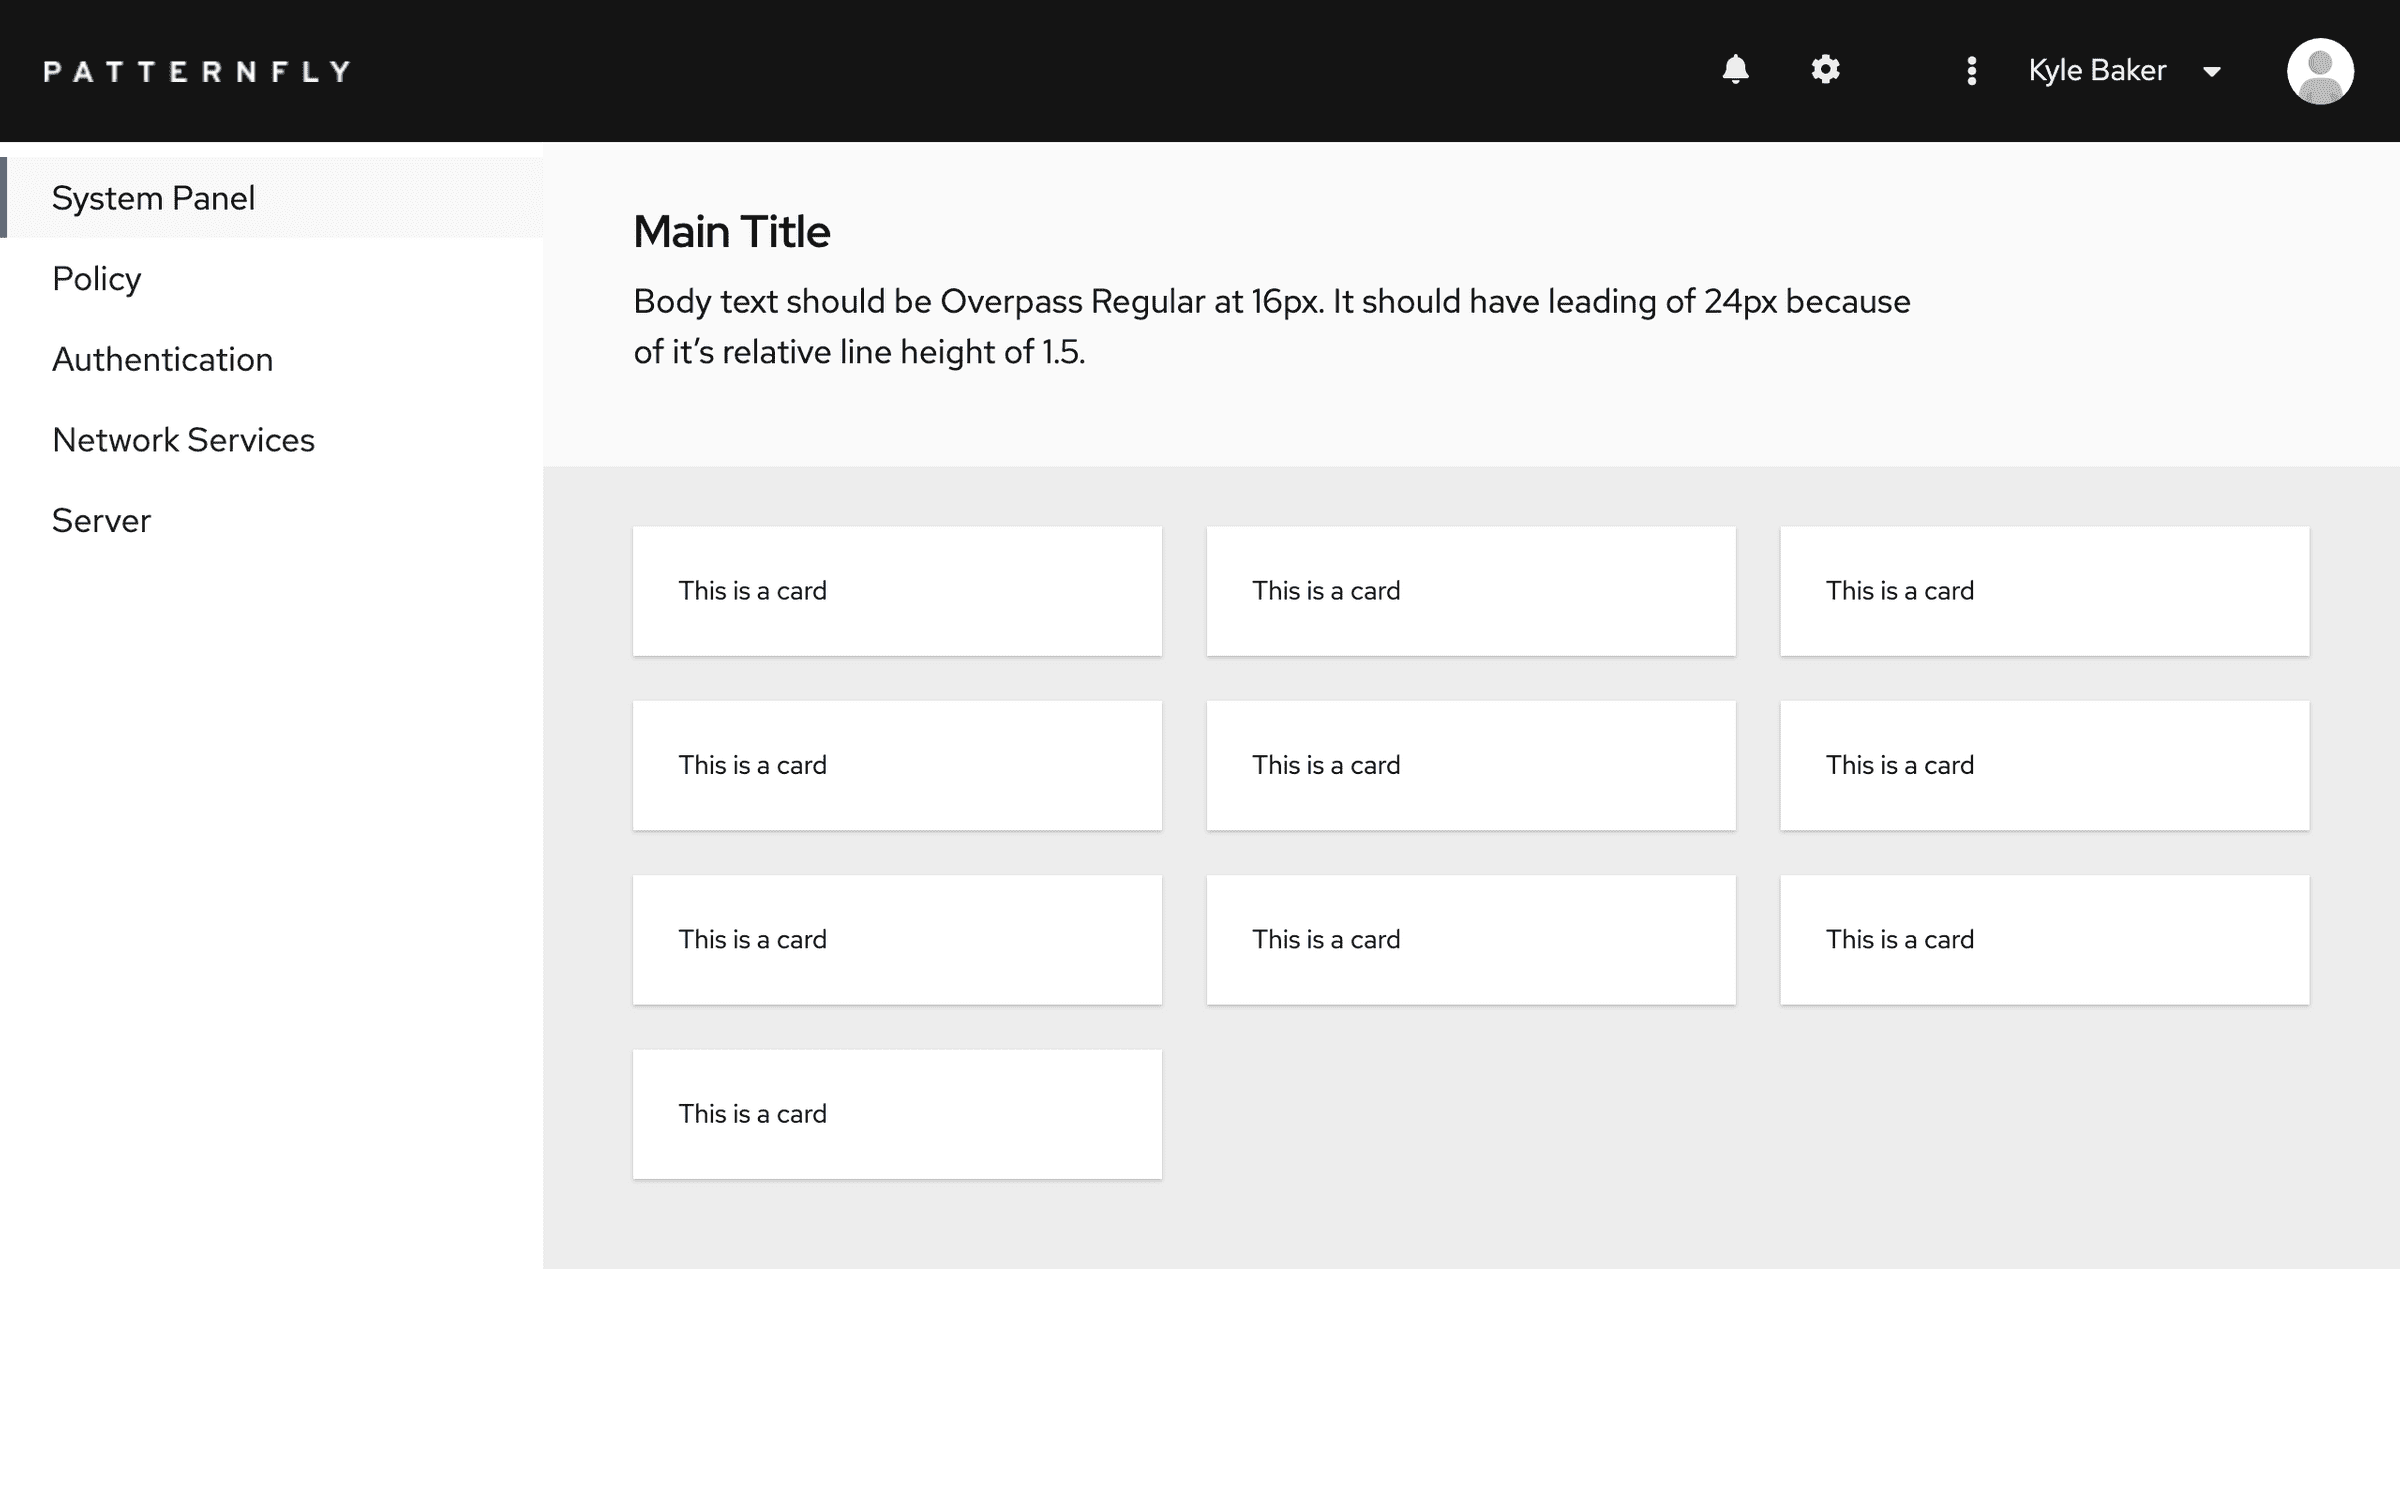 PATTERNFLY
Kyle Baker
System Panel
Policy
Authentication
Network Services
Server
Main Title
Body text should be Overpass Regular at 16px. It should have leading of 24px because
of it’s relative line height of 1.5.
This is a card
This is a card
This is a card
This is a card
This is a card
This is a card
This is a card
This is a card
This is a card
This is a card